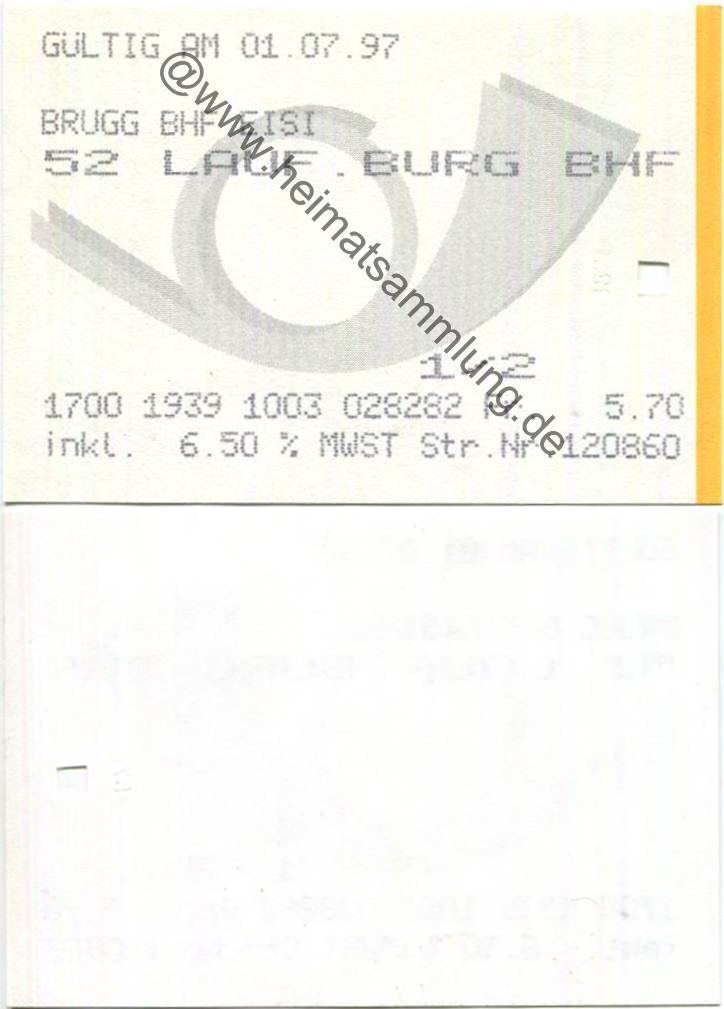 GÜLTIG AM 01.07.97
BRUGG BHF EISI
52 LAUF.BURG BHF
1/2
1700 1939 1003 028282 Fr. 5.70
inkl. 6.50 % MWST Str.Nr.120860
@www.heimatsammlung.de